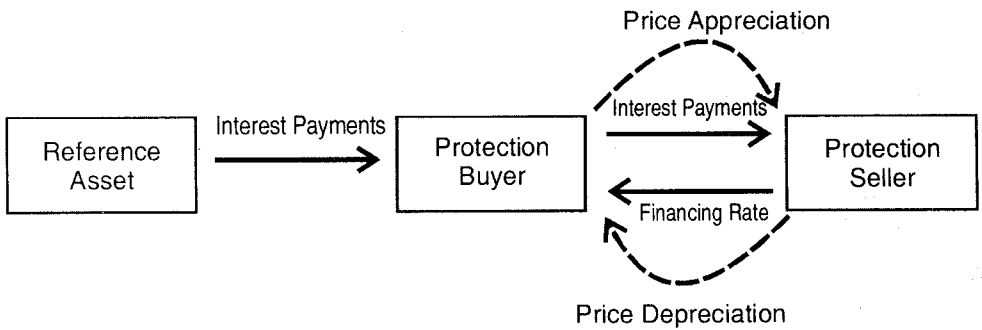 Price Appreciation
Interest Payments
Interest Payments
Reference
Asset
Protection
Buyer
Protection
Seller
Financing Rate
Price Depreciation